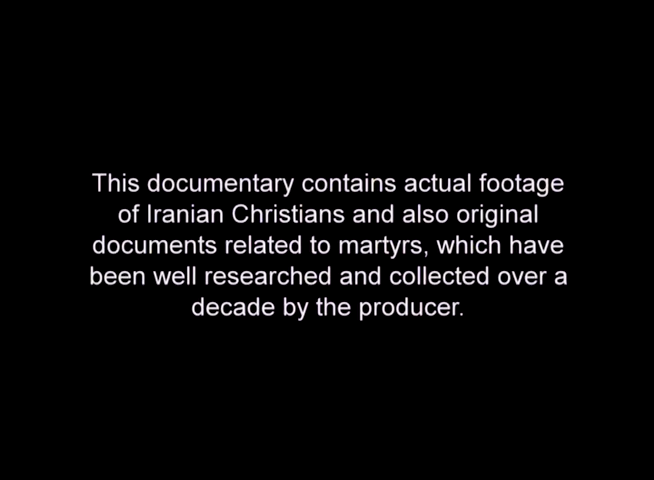 This documentary contains actual footage
of Iranian Christians and also original
documents related to martyrs, which have
been well researched and collected over a
decade by the producer.